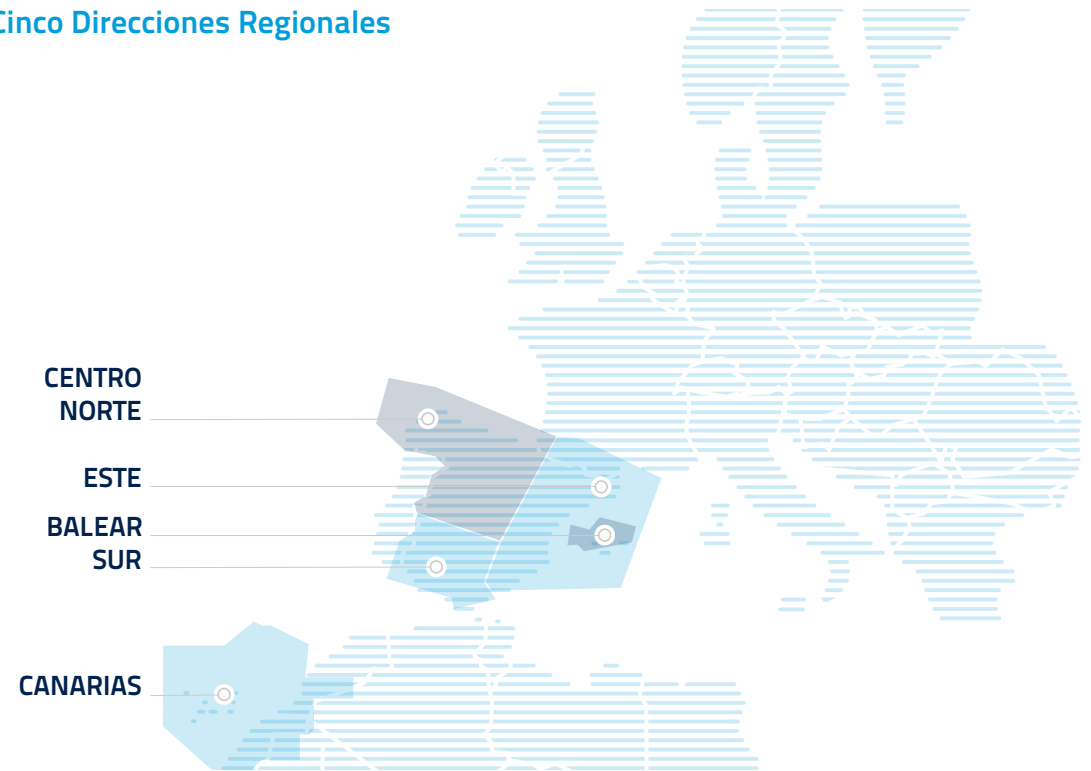 Cinco Direcciones Regionales
CENTRO
NORTE
ESTE
BALEAR
SUR
CANARIAS